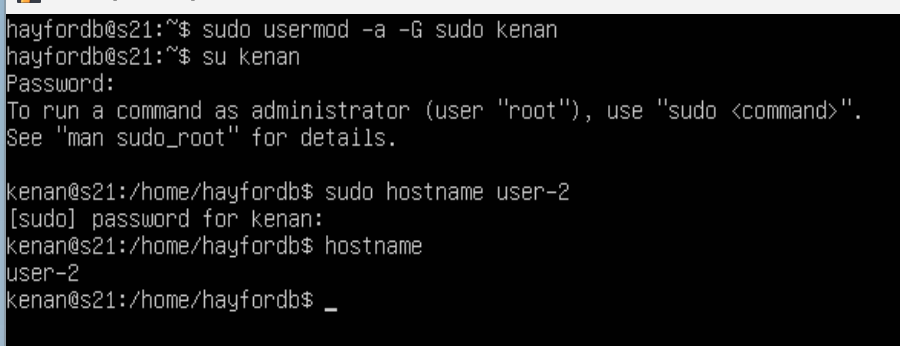 hayfordb@s21:~$ sudo usermod -a -G sudo kenan
hayfordb@s21:~$ su kenan
Password:
To run a command as administrator (user "root"), use "sudo <command>".
See "man sudo_root" for details.
kenan@s21:/home/hayfordb$ sudo hostname user-2
[sudo] password for kenan:
kenan@s21:/home/hayfordb$ hostname
user-2
kenan@s21:/home/hayfordb$ _